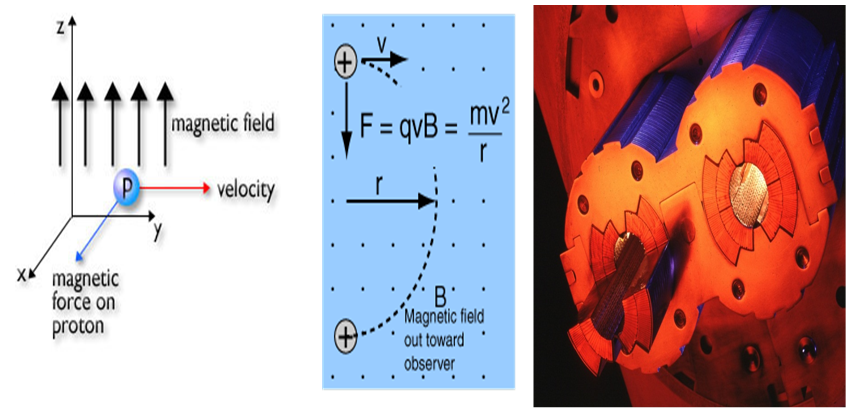 z
magnetic field
P
velocity
y
x
magnetic
force on
proton
+
v
F = qvB = mv²/r
r
B
Magnetic field
out toward
observer
+